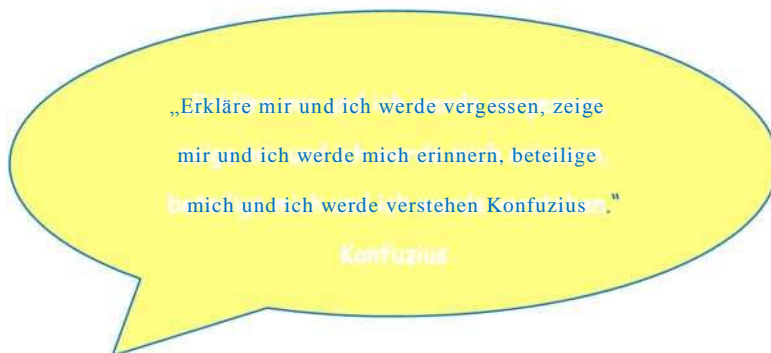 „Erkläre mir und ich werde vergessen, zeige
mir und ich werde mich erinnern, beteilige
mich und ich werde verstehen Konfuzius ."
Konfuzius